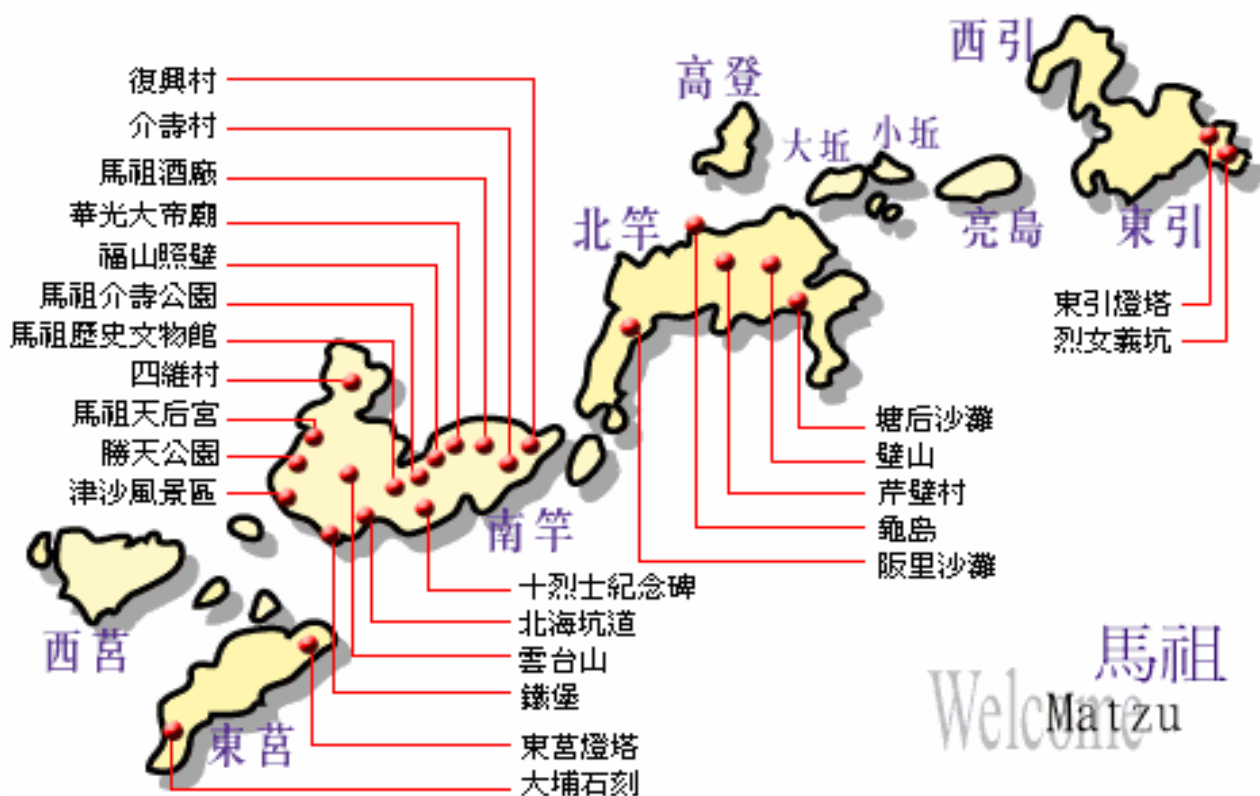 復興村
介壽村
馬祖酒廠
華光大帝廟
福山照壁
馬祖介壽公園
馬祖歷史文物館
四維村
馬祖天后宮
勝天公園
津沙風景區
西引
高登
大坵
小坵
北竿
亮島
東引
東引燈塔
烈女義坑
塘后沙灘
壁山
芹壁村
龜島
阪里沙灘
南竿
十烈士紀念碑
北海坑道
雲台山
鐵堡
西莒
東莒
東莒燈塔
大埔石刻
馬祖
Welcome
Matzu